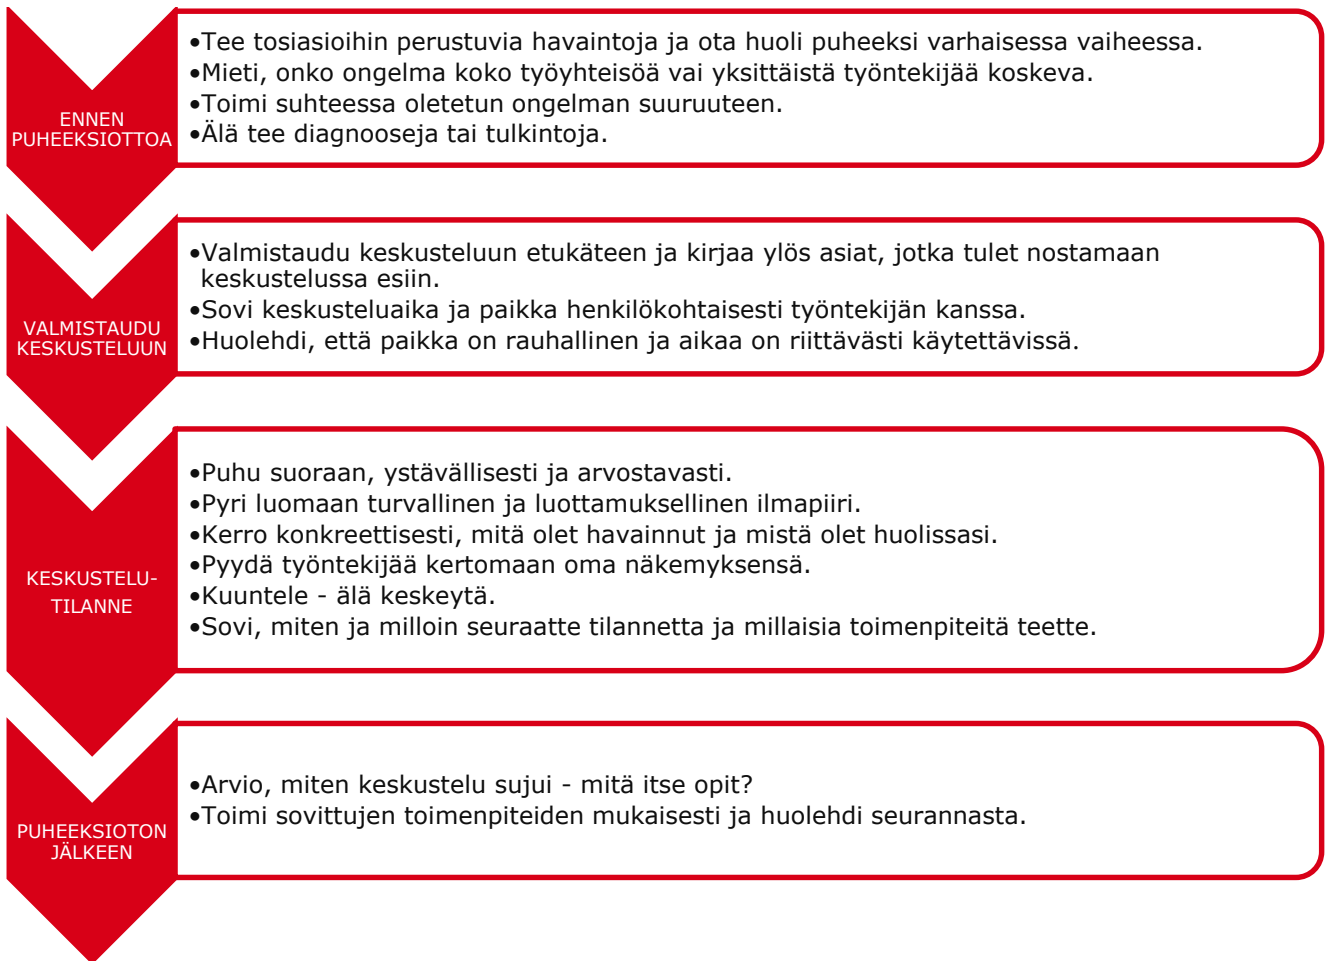 ENNEN
PUHEEKSIOTTOA
•Tee tosiasioihin perustuvia havaintoja ja ota huoli puheeksi varhaisessa vaiheessa.
•Mieti, onko ongelma koko työyhteisöä vai yksittäistä työntekijää koskeva.
•Toimi suhteessa oletetun ongelman suuruuteen.
•Älä tee diagnooseja tai tulkintoja.
VALMISTAUDU
KESKUSTELUUN
•Valmistaudu keskusteluun etukäteen ja kirjaa ylös asiat, jotka tulet nostamaan
keskustelussa esiin.
•Sovi keskusteluaika ja paikka henkilökohtaisesti työntekijän kanssa.
•Huolehdi, että paikka on rauhallinen ja aikaa on riittävästi käytettävissä.
KESKUSTELU-
TILANNE
•Puhu suoraan, ystävällisesti ja arvostavasti.
•Pyri luomaan turvallinen ja luottamuksellinen ilmapiiri.
•Kerro konkreettisesti, mitä olet havainnut ja mistä olet huolissasi.
•Pyydä työntekijää kertomaan oma näkemyksensä.
•Kuuntele - älä keskeytä.
•Sovi, miten ja milloin seuraatte tilannetta ja millaisia toimenpiteitä teette.
PUHEEKSIOTON
JÄLKEEN
•Arvio, miten keskustelu sujui - mitä itse opit?
•Toimi sovittujen toimenpiteiden mukaisesti ja huolehdi seurannasta.